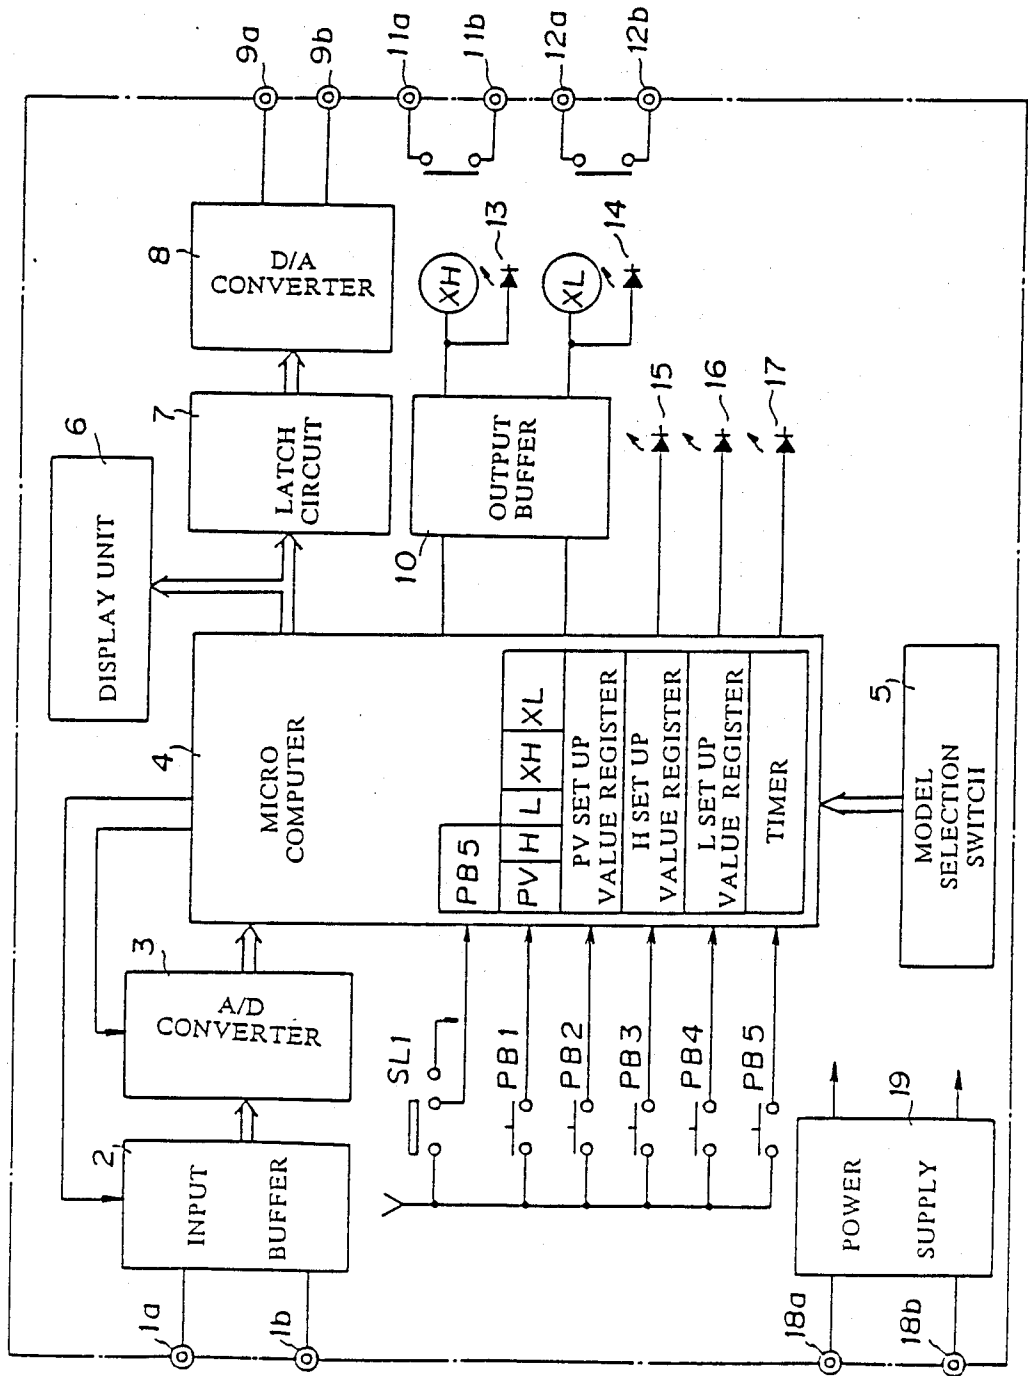 1a
1b
2
INPUT
BUFFER
3
A/D
CONVERTER
4
MICRO
COMPUTER
PB5
PV H L XH XL
PV SET UP
VALUE REGISTER
H SET UP
VALUE REGISTER
L SET UP
VALUE REGISTER
TIMER
6
DISPLAY UNIT
7
LATCH
CIRCUIT
8
D/A
CONVERTER
9a
9b
10
OUTPUT
BUFFER
XH
13
XL
14
11a
11b
12a
12b
15
16
17
SL1
PB1
PB2
PB3
PB4
PB5
5
MODEL
SELECTION
SWITCH
18a
18b
19
POWER
SUPPLY